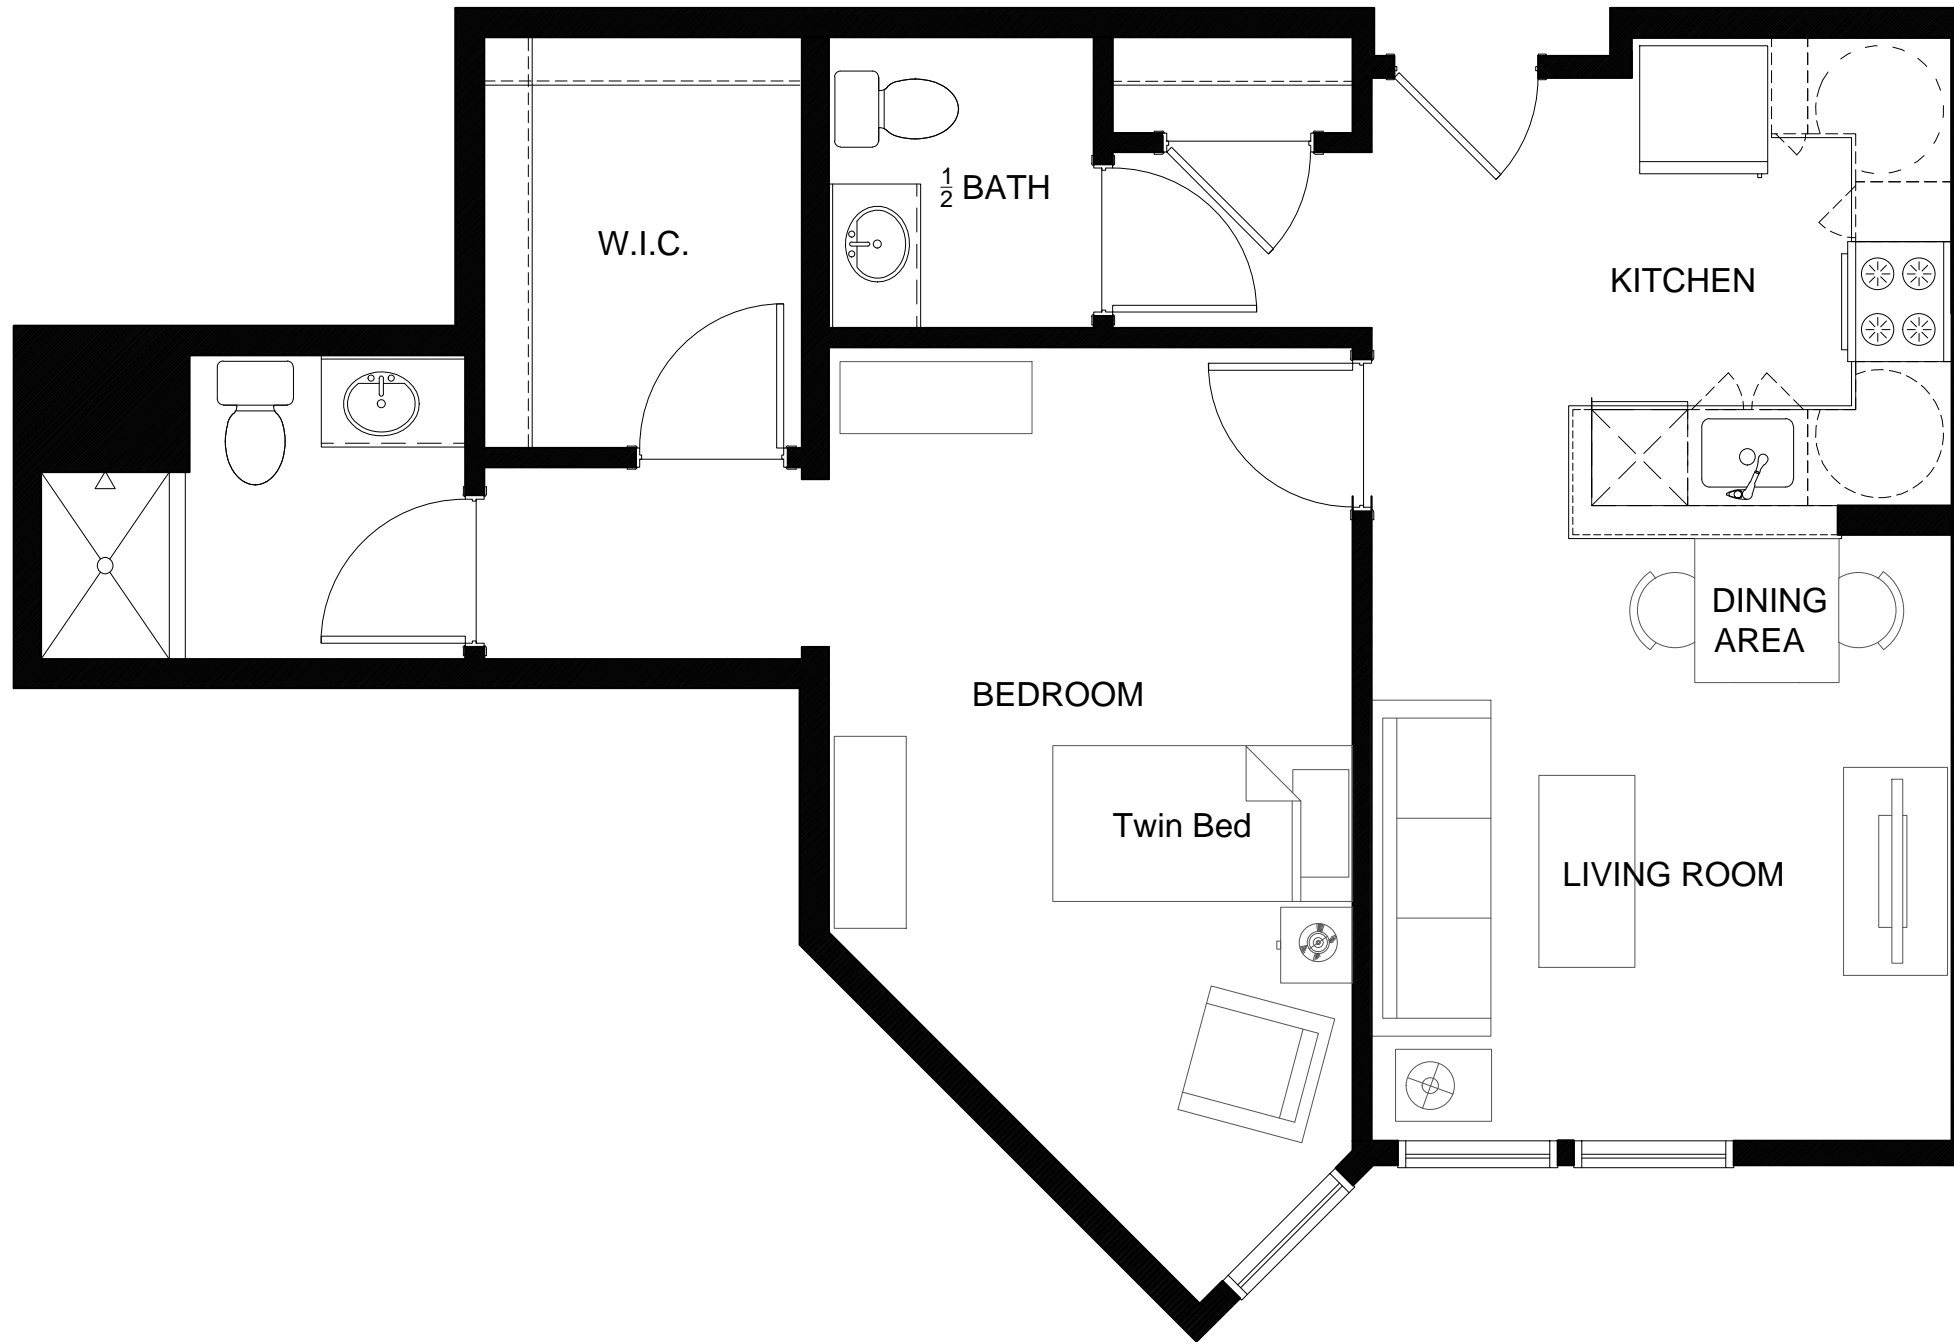 ½ BATH
W.I.C.
KITCHEN
DINING
AREA
BEDROOM
Twin Bed
LIVING ROOM